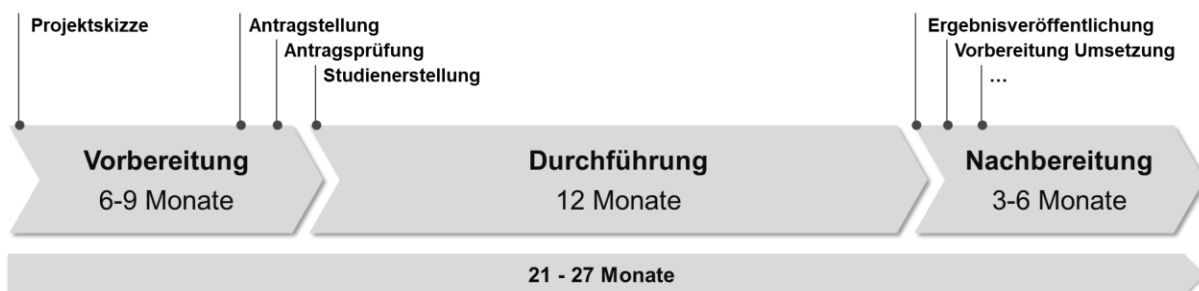 Projektskizze
Antragstellung
Antragsprüfung
Studienerstellung
Ergebnisveröffentlichung
Vorbereitung Umsetzung
...
Vorbereitung
6-9 Monate
Durchführung
12 Monate
Nachbereitung
3-6 Monate
21 - 27 Monate